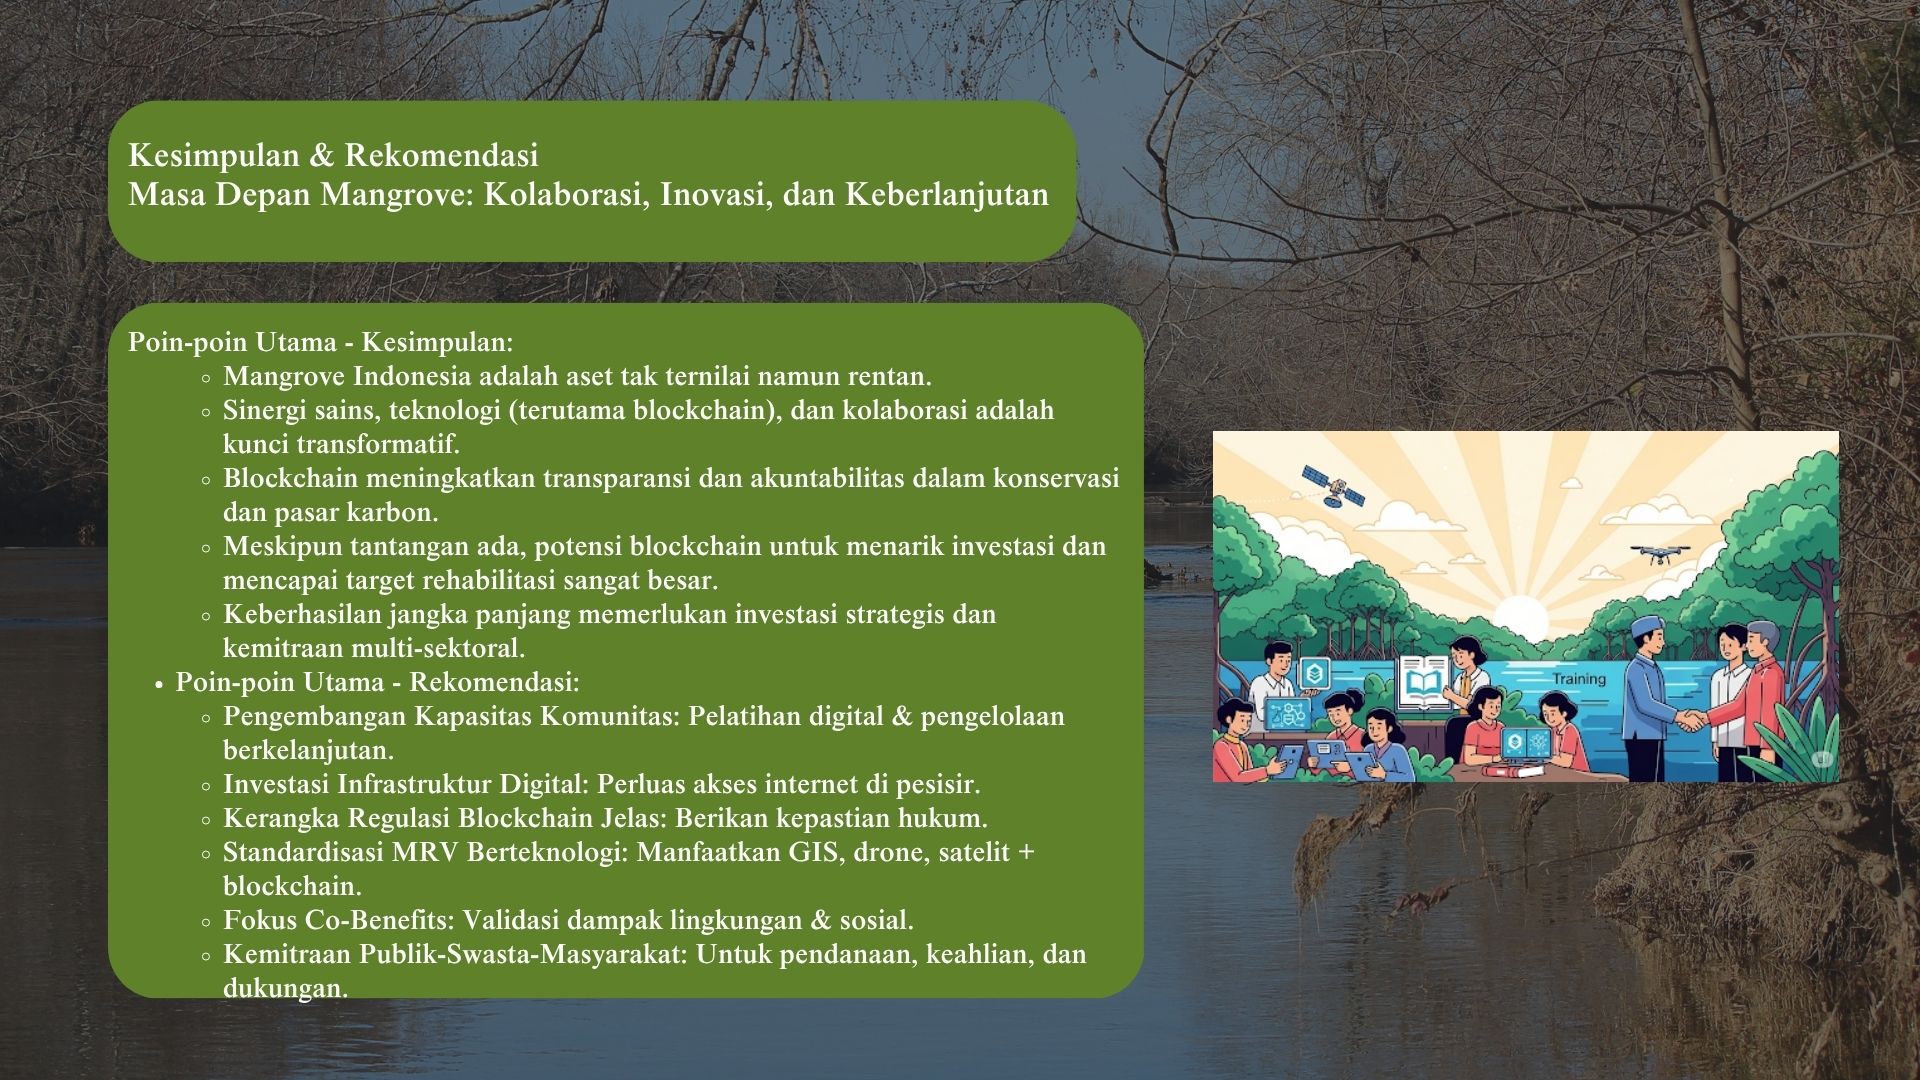 Kesimpulan & Rekomendasi
Masa Depan Mangrove: Kolaborasi, Inovasi, dan Keberlanjutan
Poin-poin Utama - Kesimpulan:
Mangrove Indonesia adalah aset tak ternilai namun rentan.
Sinergi sains, teknologi (terutama blockchain), dan kolaborasi adalah
kunci transformatif.
Blockchain meningkatkan transparansi dan akuntabilitas dalam konservasi
dan pasar karbon.
Meskipun tantangan ada, potensi blockchain untuk menarik investasi dan
mencapai target rehabilitasi sangat besar.
Keberhasilan jangka panjang memerlukan investasi strategis dan
kemitraan multi-sektoral.
Poin-poin Utama - Rekomendasi:
Pengembangan Kapasitas Komunitas: Pelatihan digital & pengelolaan
berkelanjutan.
Investasi Infrastruktur Digital: Perluas akses internet di pesisir.
Kerangka Regulasi Blockchain Jelas: Berikan kepastian hukum.
Standardisasi MRV Berteknologi: Manfaatkan GIS, drone, satelit +
blockchain.
Fokus Co-Benefits: Validasi dampak lingkungan & sosial.
Kemitraan Publik-Swasta-Masyarakat: Untuk pendanaan, keahlian, dan
dukungan.
Training